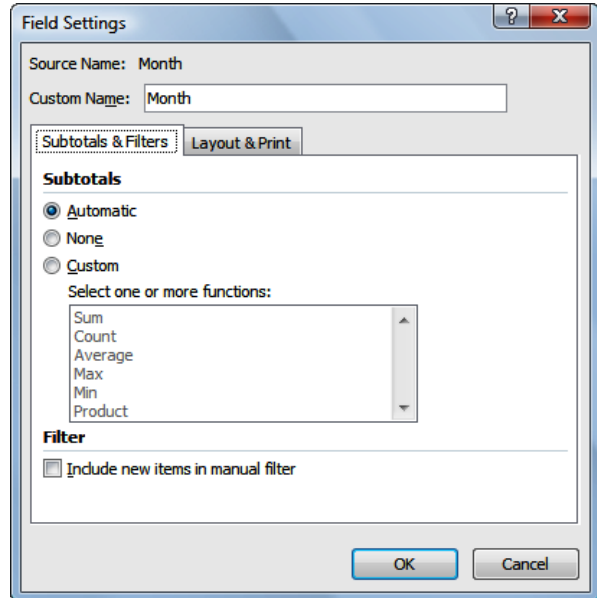 Field Settings
Source Name: Month
Custom Name: Month
Subtotals & Filters Layout & Print
Subtotals
Automatic
None
Custom
Select one or more functions:
Sum
Count
Average
Max
Min
Product
Filter
Include new items in manual filter
OK Cancel